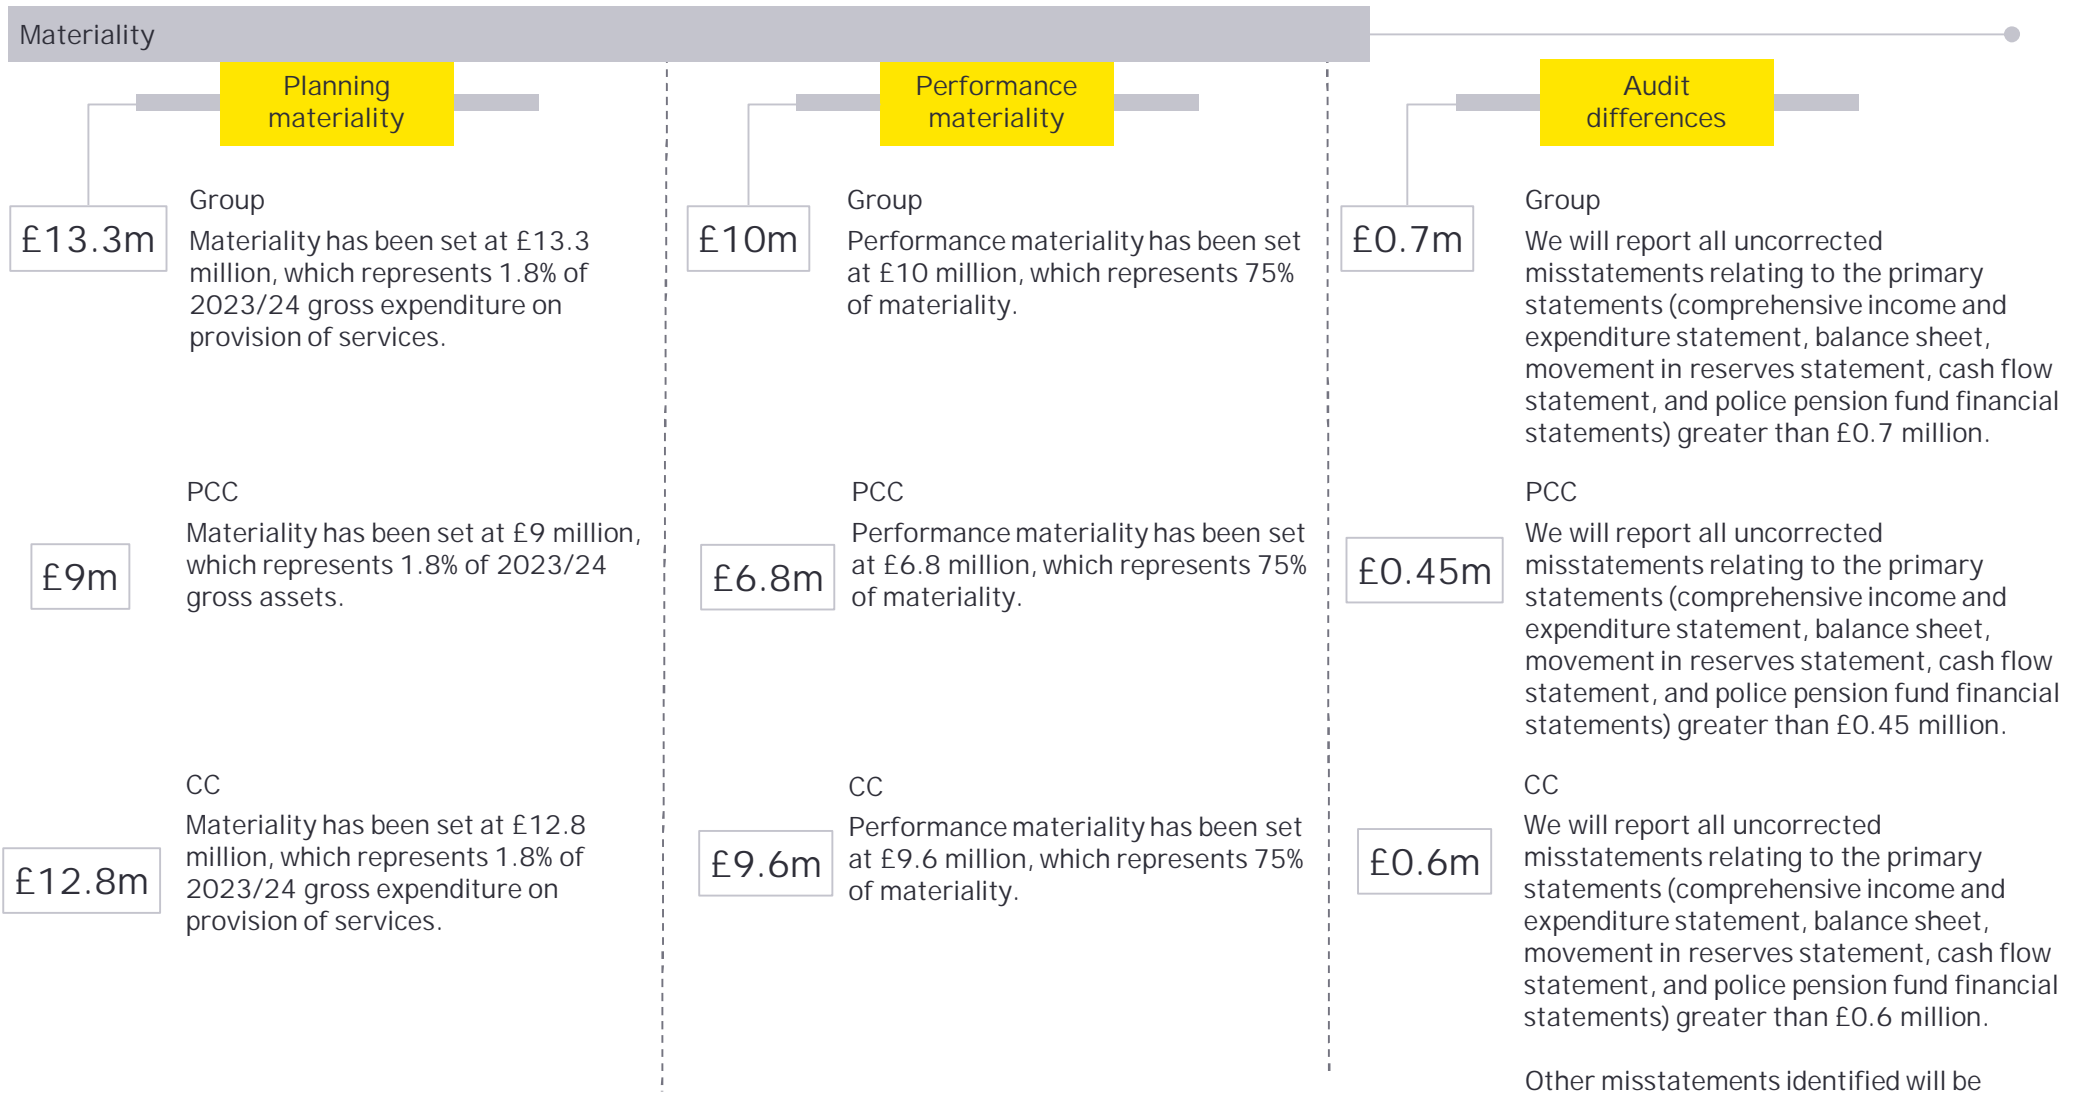 Materiality
Planning
materiality
£13.3m
Group
Materiality has been set at £13.3
million, which represents 1.8% of
2023/24 gross expenditure on
provision of services.
£9m
PCC
Materiality has been set at £9 million,
which represents 1.8% of 2023/24
gross assets.
£12.8m
CC
Materiality has been set at £12.8
million, which represents 1.8% of
2023/24 gross expenditure on
provision of services.
Performance
materiality
£10m
Group
Performance materiality has been set
at £10 million, which represents 75%
of materiality.
£6.8m
PCC
Performance materiality has been set
at £6.8 million, which represents 75%
of materiality.
£9.6m
CC
Performance materiality has been set
at £9.6 million, which represents 75%
of materiality.
Audit
differences
£0.7m
Group
We will report all uncorrected
misstatements relating to the primary
statements (comprehensive income and
expenditure statement, balance sheet,
movement in reserves statement, cash flow
statement, and police pension fund financial
statements) greater than £0.7 million.
£0.45m
PCC
We will report all uncorrected
misstatements relating to the primary
statements (comprehensive income and
expenditure statement, balance sheet,
movement in reserves statement, cash flow
statement, and police pension fund financial
statements) greater than £0.45 million.
£0.6m
CC
We will report all uncorrected
misstatements relating to the primary
statements (comprehensive income and
expenditure statement, balance sheet,
movement in reserves statement, cash flow
statement, and police pension fund financial
statements) greater than £0.6 million.
Other misstatements identified will be